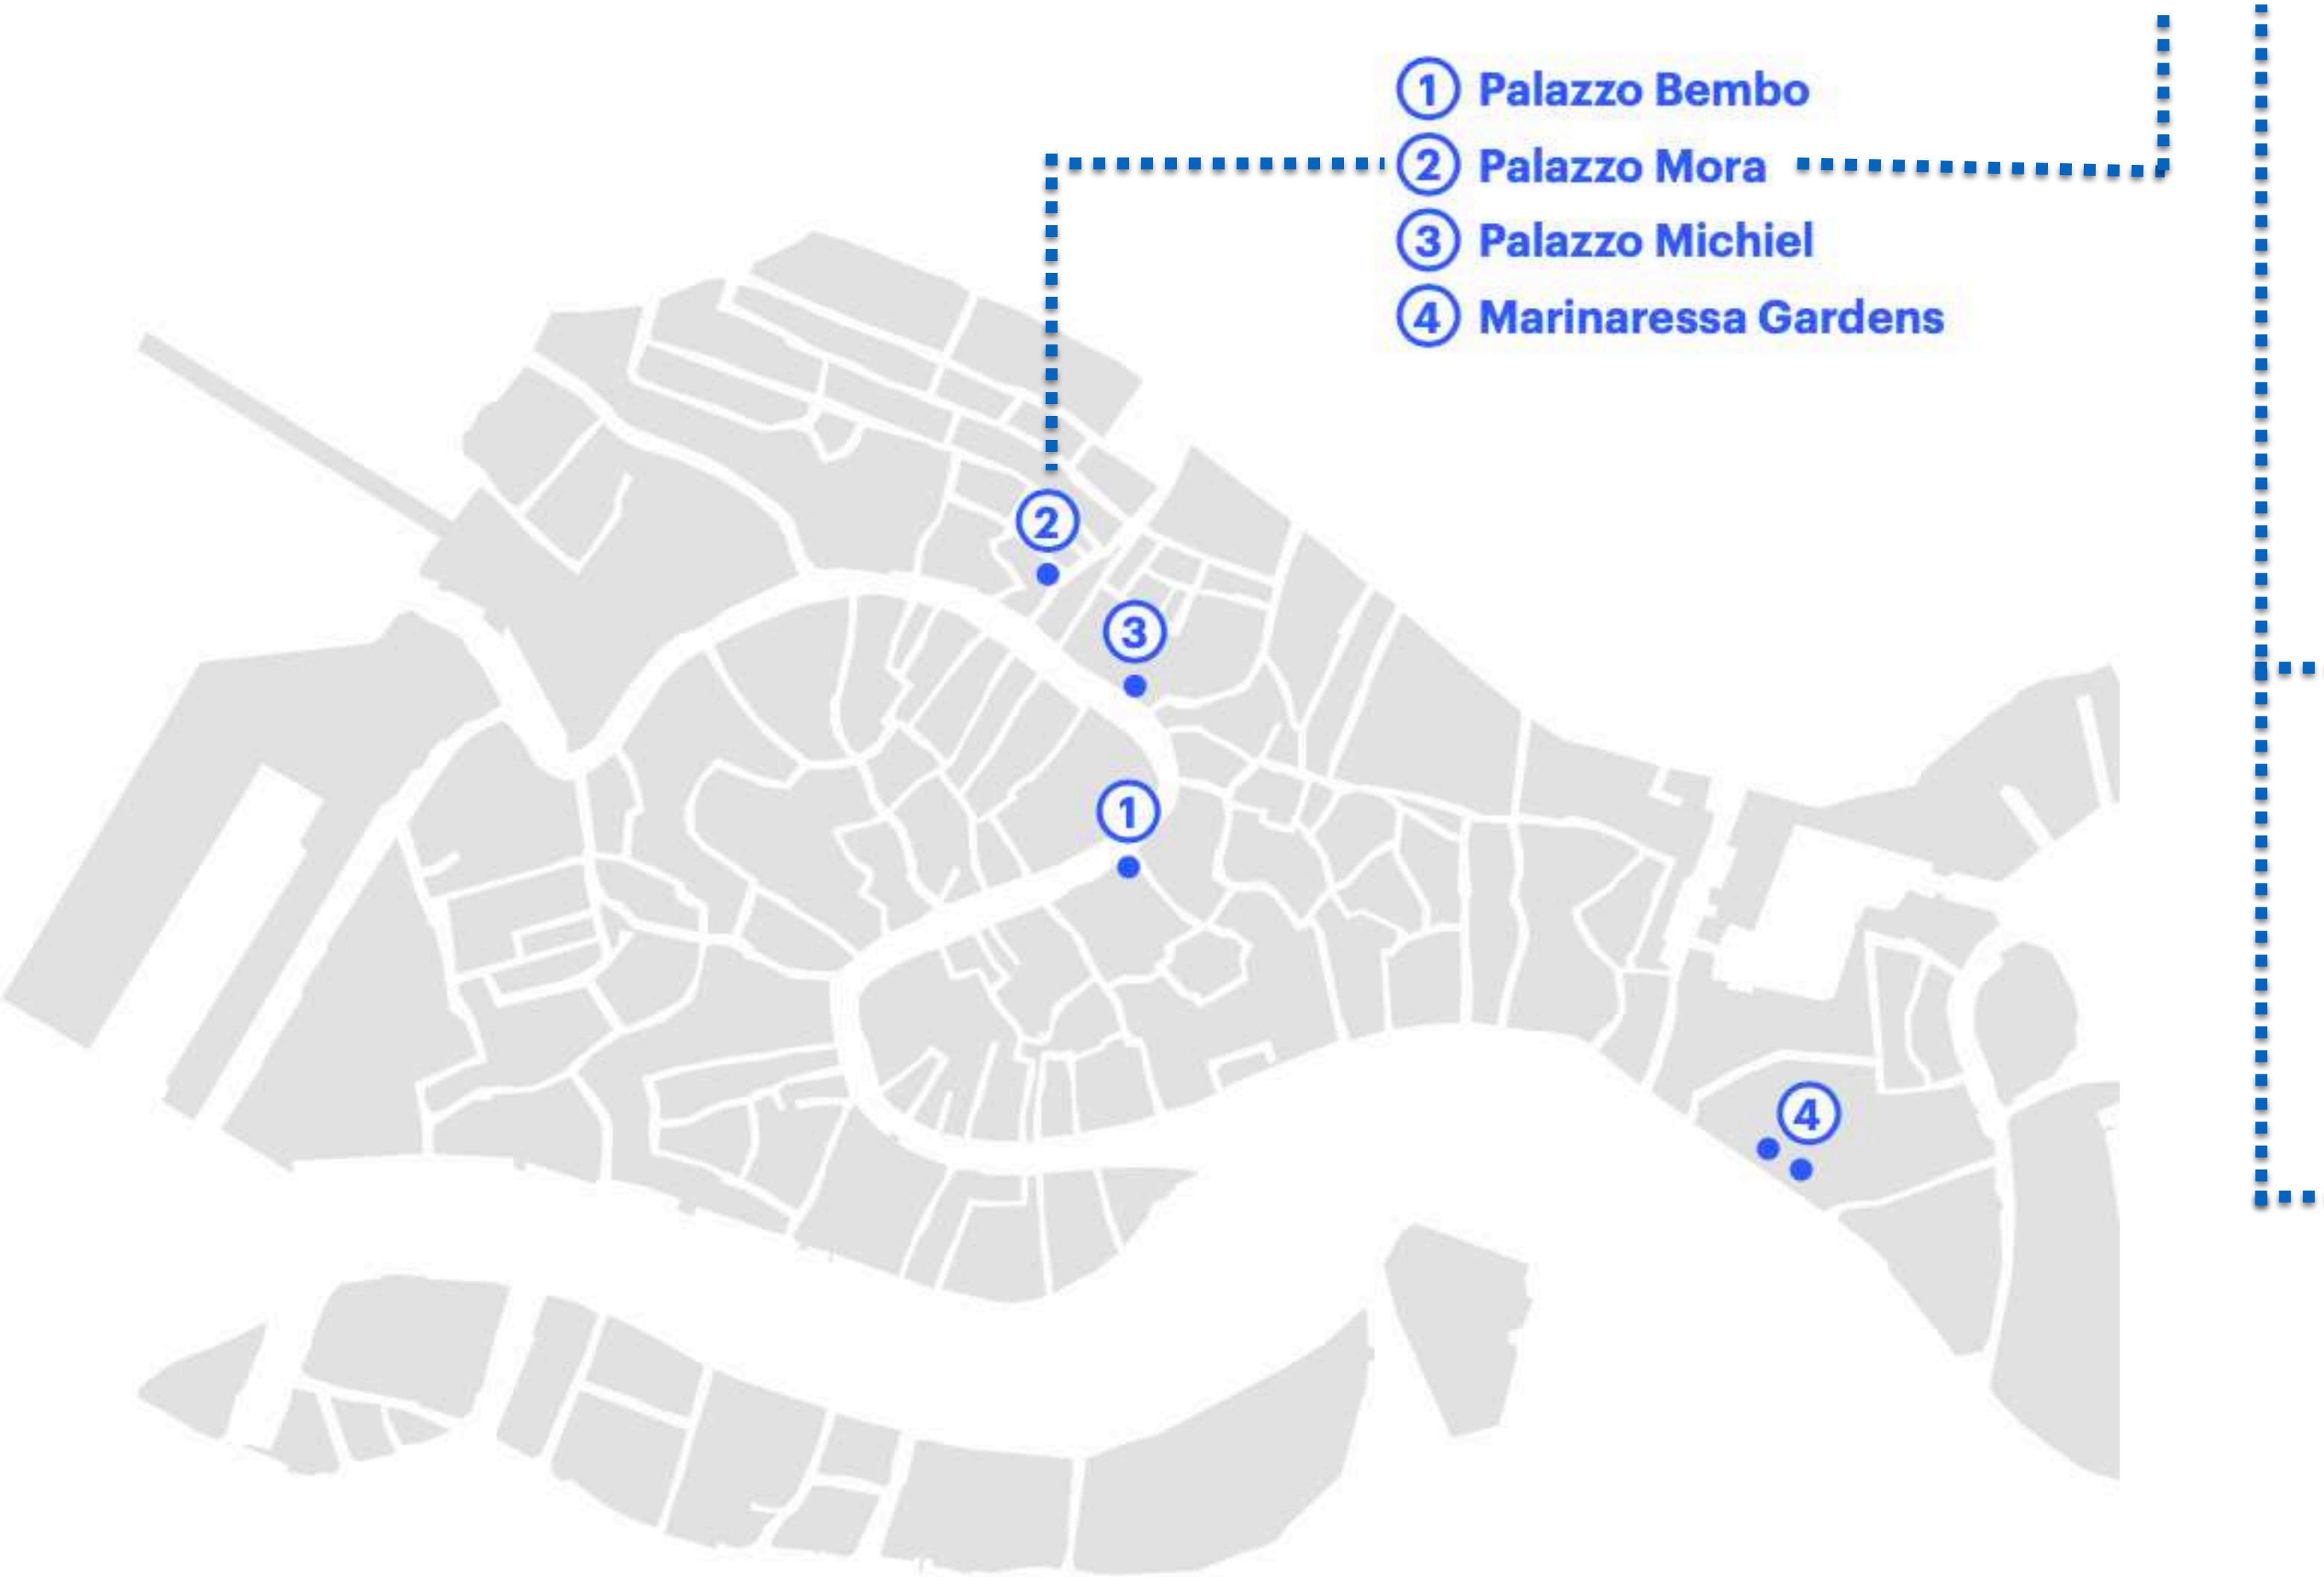 1 Palazzo Bembo
2 Palazzo Mora
3 Palazzo Michiel
4 Marinaressa Gardens
2
3
1
4